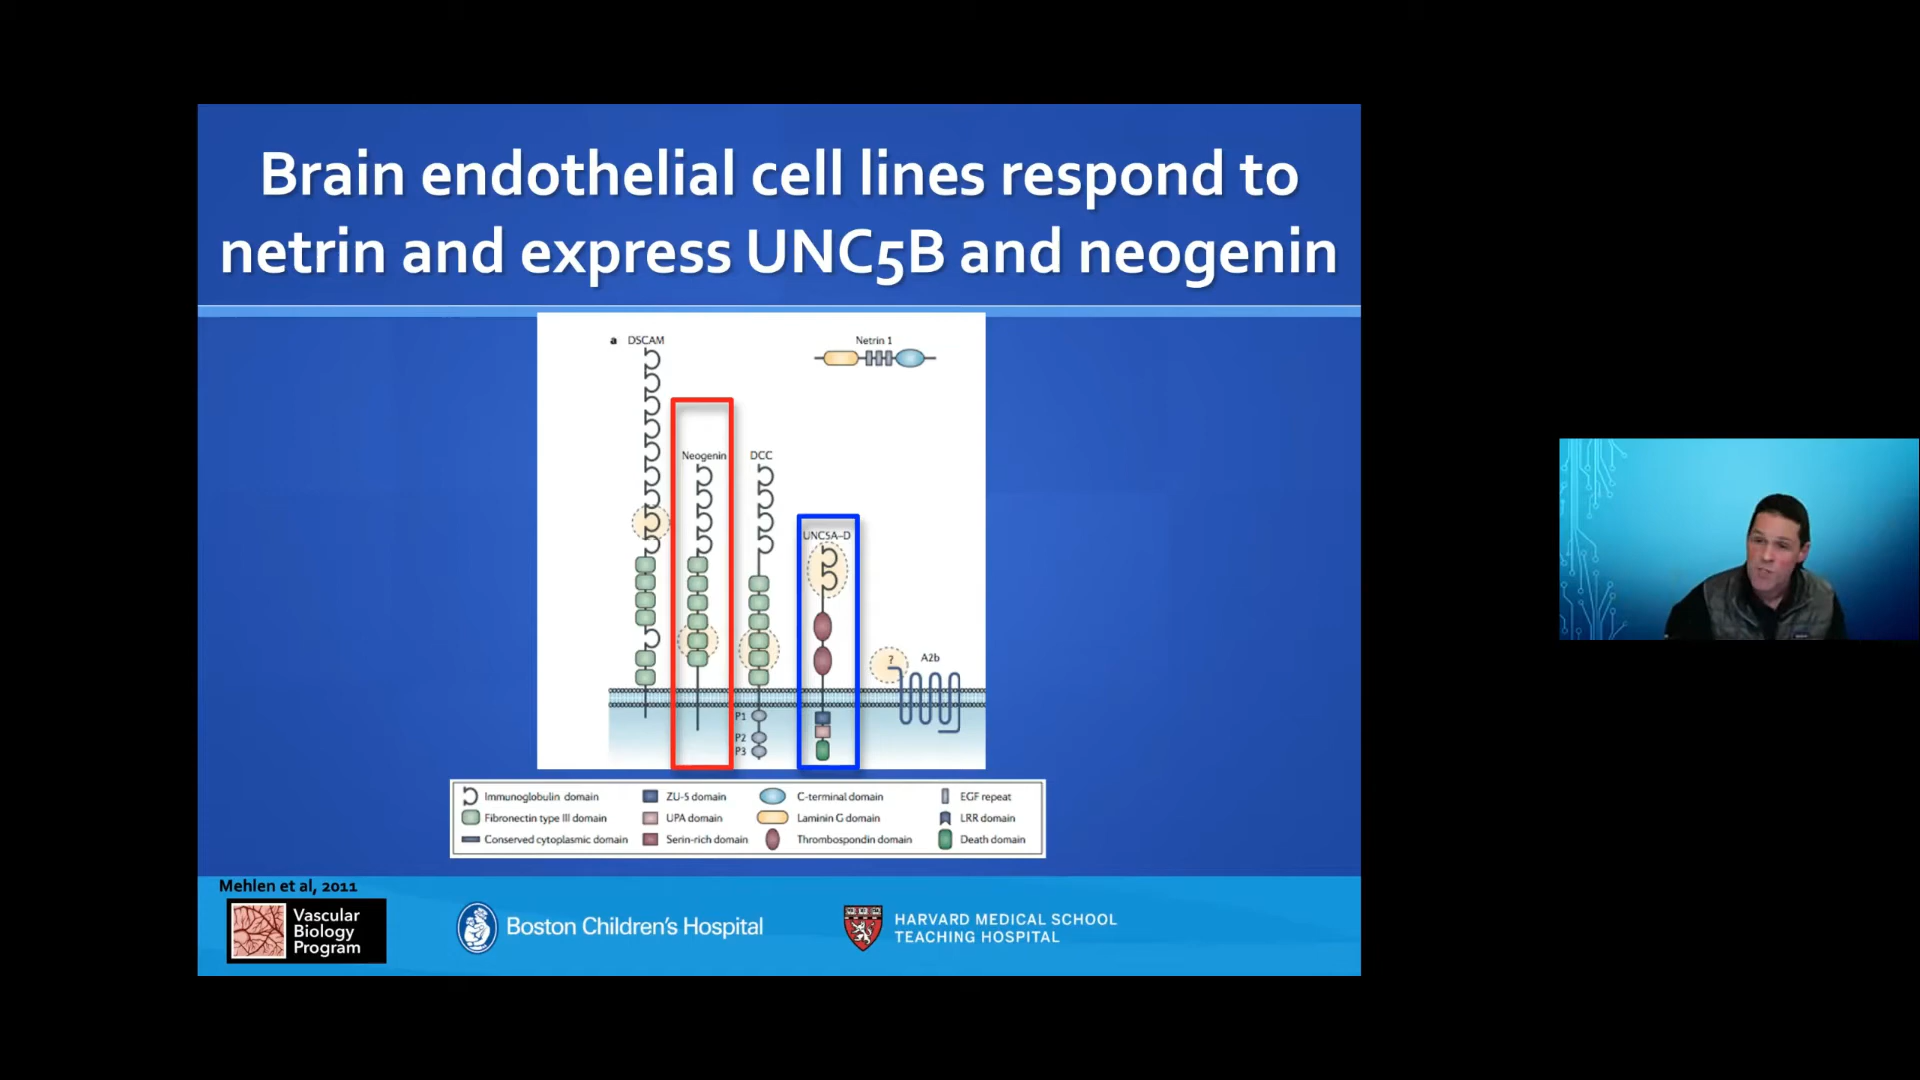 Brain endothelial cell lines respond to
netrin and express UNC5B and neogenin
a DSCAM
Netrin 1
Neogenin
DCC
UNC5A–D
?
A2b
P1
P2
P3
Immunoglobulin domain
ZU-5 domain
C-terminal domain
EGF repeat
Fibronectin type III domain
UPA domain
Laminin G domain
LRR domain
Conserved cytoplasmic domain
Serin-rich domain
Thrombospondin domain
Death domain
Mehlen et al, 2011
Vascular
Biology
Program
Boston Children's Hospital
HARVARD MEDICAL SCHOOL
TEACHING HOSPITAL